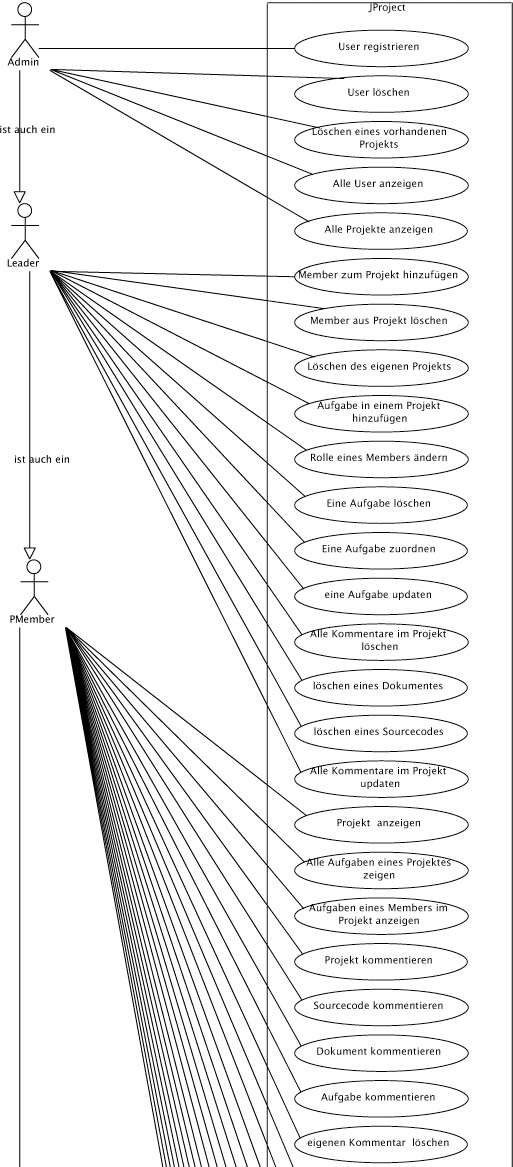 JProject
Admin
User registrieren
User löschen
ist auch ein
Löschen eines vorhandenen
Projekts
Alle User anzeigen
Alle Projekte anzeigen
Leader
Member zum Projekt hinzufügen
Member aus Projekt löschen
Löschen des eigenen Projekts
Aufgabe in einem Projekt
hinzufügen
ist auch ein
Rolle eines Members ändern
Eine Aufgabe löschen
Eine Aufgabe zuordnen
eine Aufgabe updaten
PMember
Alle Kommentare im Projekt
löschen
löschen eines Dokumentes
löschen eines Sourcecodes
Alle Kommentare im Projekt
updaten
Projekt anzeigen
Alle Aufgaben eines Projektes
zeigen
Aufgaben eines Members im
Projekt anzeigen
Projekt kommentieren
Sourcecode kommentieren
Dokument kommentieren
Aufgabe kommentieren
eigenen Kommentar löschen